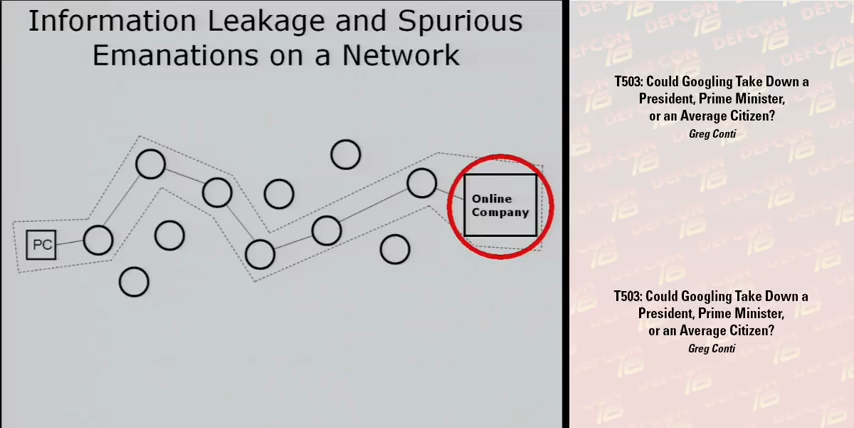 Information Leakage and Spurious
Emanations on a Network
PC
Online
Company
T503: Could Googling Take Down a
President, Prime Minister,
or an Average Citizen?
Greg Conti
T503: Could Googling Take Down a
President, Prime Minister,
or an Average Citizen?
Greg Conti
DEFCON
16